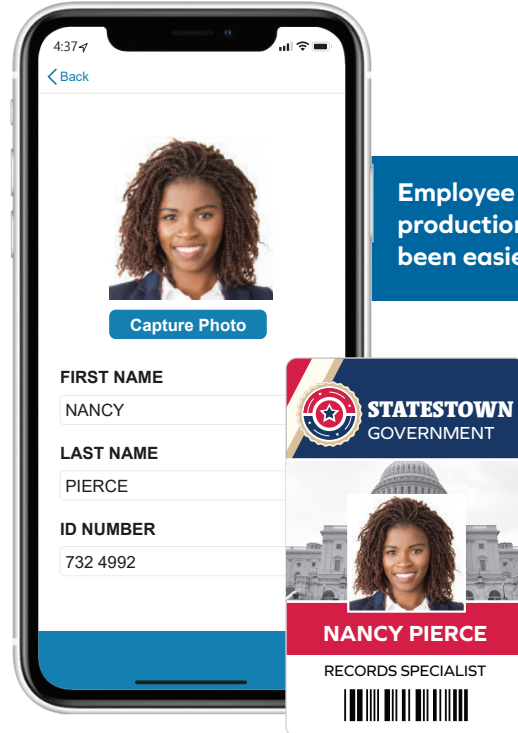 4:37
Back
Employee
production
been easie
Capture Photo
FIRST NAME
NANCY
LAST NAME
PIERCE
ID NUMBER
732 4992
STATESTOWN
GOVERNMENT
NANCY PIERCE
RECORDS SPECIALIST